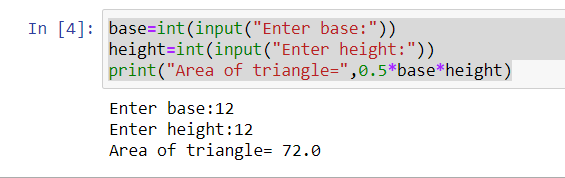 In [4]: base=int(input("Enter base:"))
height=int(input("Enter height:"))
print("Area of triangle=",0.5*base*height)
Enter base:12
Enter height:12
Area of triangle= 72.0